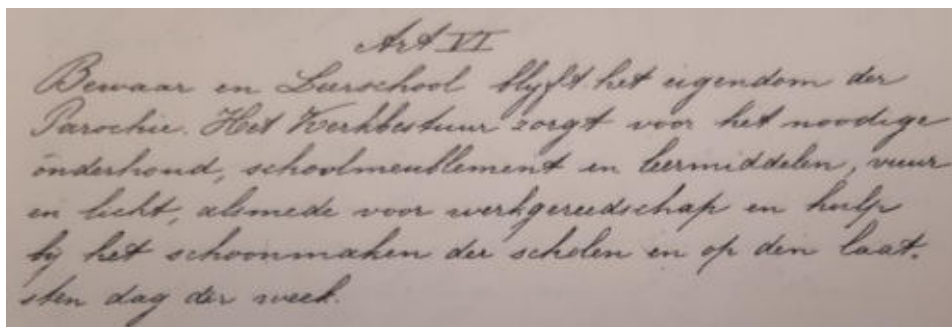 Art VI
Bewaar en Leerschool blyft het eigendom der
Parochie. Het Kerkbestuur zorgt voor het noodige
onderhoud, schoolmeublement en leermiddelen, vuur
en licht, alsmede voor werkgereedschap en hulp
by het schoonmaken der scholen en op den laat-
sten dag der week.